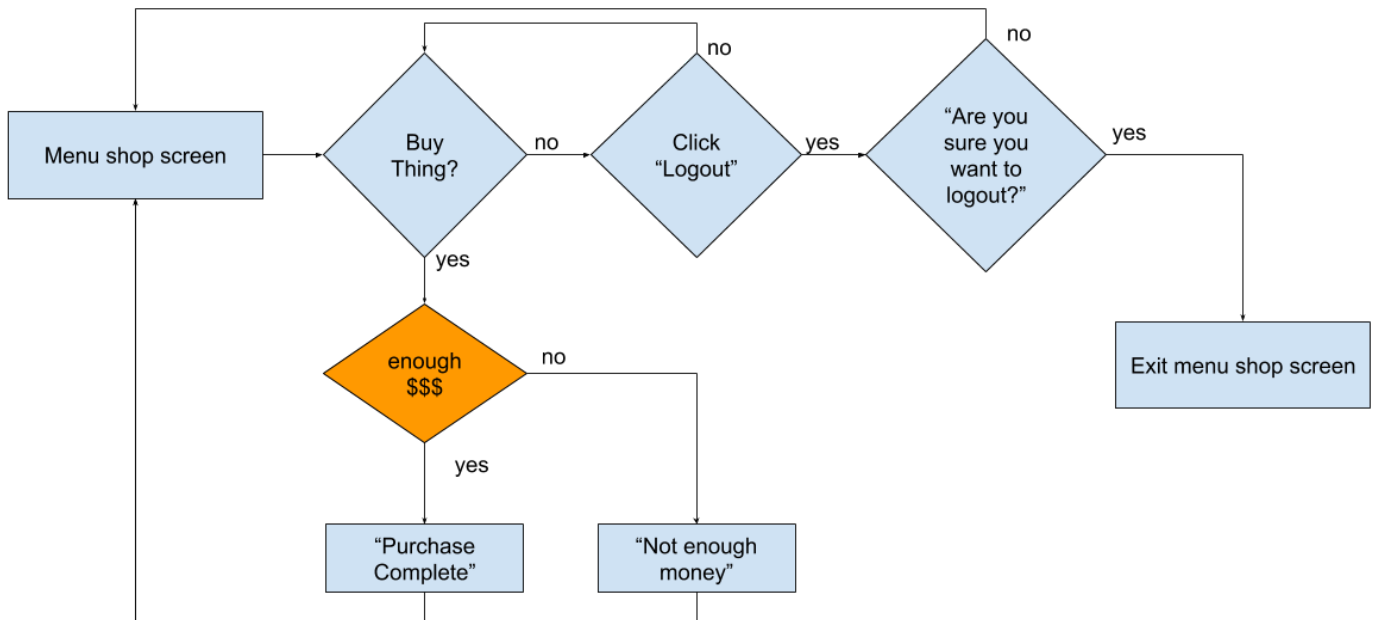 no
no
Menu shop screen
Buy
Thing?
no
Click
“Logout”
yes
“Are you
sure you
want to
logout?”
yes
yes
Exit menu shop screen
enough
$$$
no
yes
“Purchase
Complete”
“Not enough
money”